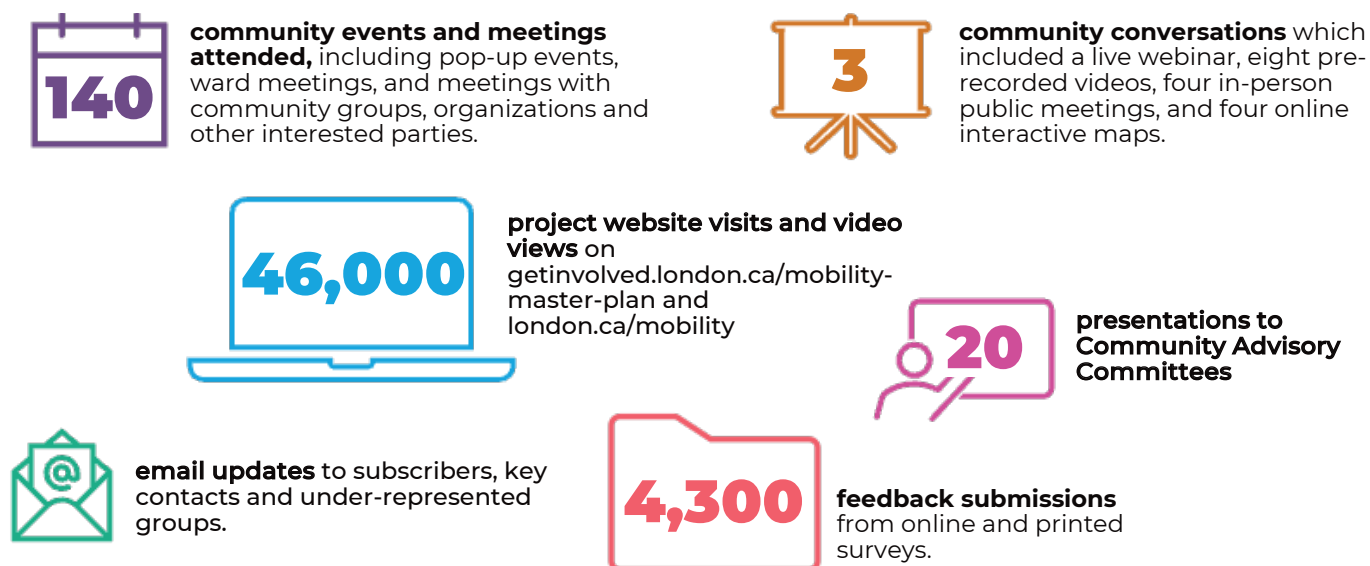 140
community events and meetings
attended, including pop-up events,
ward meetings, and meetings with
community groups, organizations and
other interested parties.
3
community conversations which
included a live webinar, eight pre-
recorded videos, four in-person
public meetings, and four online
interactive maps.
46,000
project website visits and video
views on
getinvolved.london.ca/mobility-
master-plan and
london.ca/mobility
20
presentations to
Community Advisory
Committees
@
email updates to subscribers, key
contacts and under-represented
groups.
4,300
feedback submissions
from online and printed
surveys.